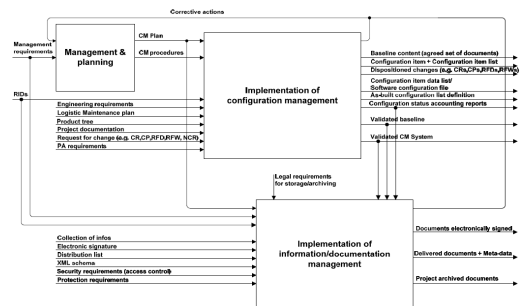 Corrective actions
CM Plan
Management
requirements
Management &
planning
CM procedures
RIDs
Implementation of
configuration management
Baseline content (agreed set of documents)
Configuration item + Configuration item list
Dispositioned changes (e.g. CRs,CPs,RFDs,RFWs)
Configuration item data list/
Software configuration file
As-built configuration list definition
Configuration status accounting reports
Validated baseline
Validated CM System
Engineering requirements
Logistic Maintenance plan
Product tree
Project documentation
Request for change (e.g. CR,CP,RFD,RFW, NCR)
PA requirements
Legal requirements
for storage/archiving
Implementation of
information/documentation
management
Documents electronically signed
Delivered documents + Meta-data
Project archived documents
Collection of infos
Electronic signature
Distribution list
XML schema
Security requirements (access control)
Protection requirements